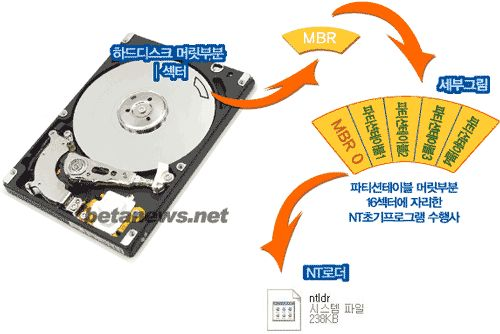 하드디스크 머릿부분
1 섹터
MBR
세부그림
MBR 0
파티션테이블1
파티션테이블2
파티션테이블3
파티션테이블4
파티션테이블 머릿부분
16섹터에 자리한
NT초기프로그램 수행사
betanews.net
NT로더
ntldr
시스템 파일
238KB